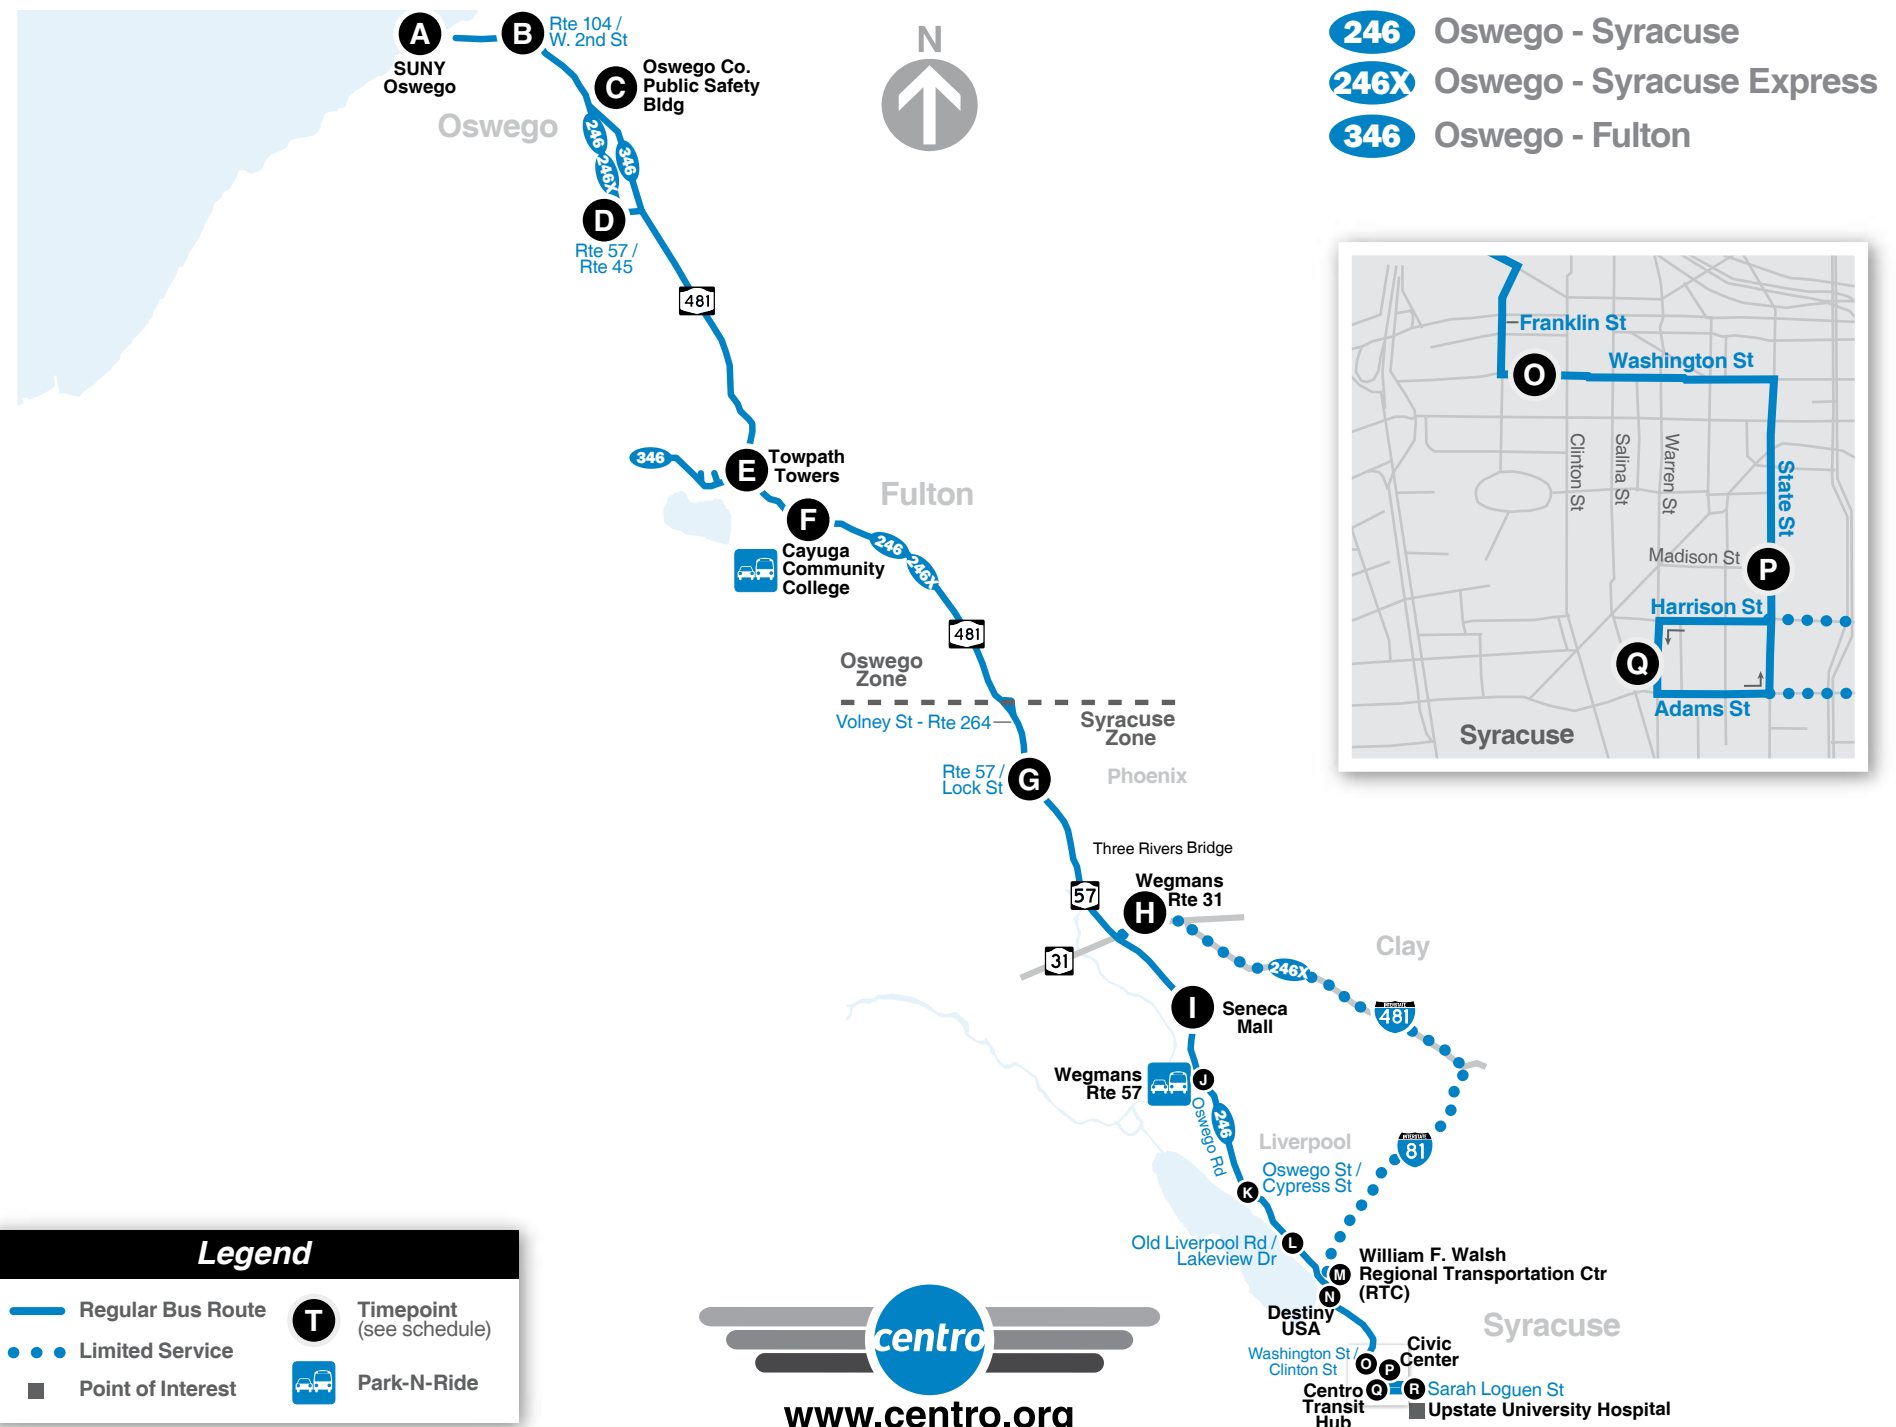 246 Oswego - Syracuse
246X Oswego - Syracuse Express
346 Oswego - Fulton
N
A
SUNY
Oswego
B
Rte 104 /
W. 2nd St
C
Oswego Co.
Public Safety
Bldg
Oswego
246
246X
346
D
Rte 57 /
Rte 45
481
346
E
Towpath
Towers
Fulton
F
Cayuga
Community
College
246
246X
481
Oswego
Zone
Volney St - Rte 264
Syracuse
Zone
Rte 57 /
Lock St
G
Phoenix
Three Rivers Bridge
57
Wegmans
Rte 31
H
31
Clay
246X
INTERSTATE
481
I
Seneca
Mall
Wegmans
Rte 57
J
Oswego Rd
246
INTERSTATE
81
Liverpool
Oswego St /
Cypress St
K
Old Liverpool Rd /
Lakeview Dr
L
M
William F. Walsh
Regional Transportation Ctr
(RTC)
N
Destiny
USA
Syracuse
Washington St /
Clinton St
O
P
Civic
Center
Centro
Transit
Hub
Q
R
Sarah Loguen St
Upstate University Hospital
Franklin St
O
Washington St
Clinton St
Salina St
Warren St
State St
Madison St
P
Harrison St
Q
Adams St
Syracuse
Legend
Regular Bus Route
Limited Service
Point of Interest
T
Timepoint
(see schedule)
Park-N-Ride
centro
www.centro.org